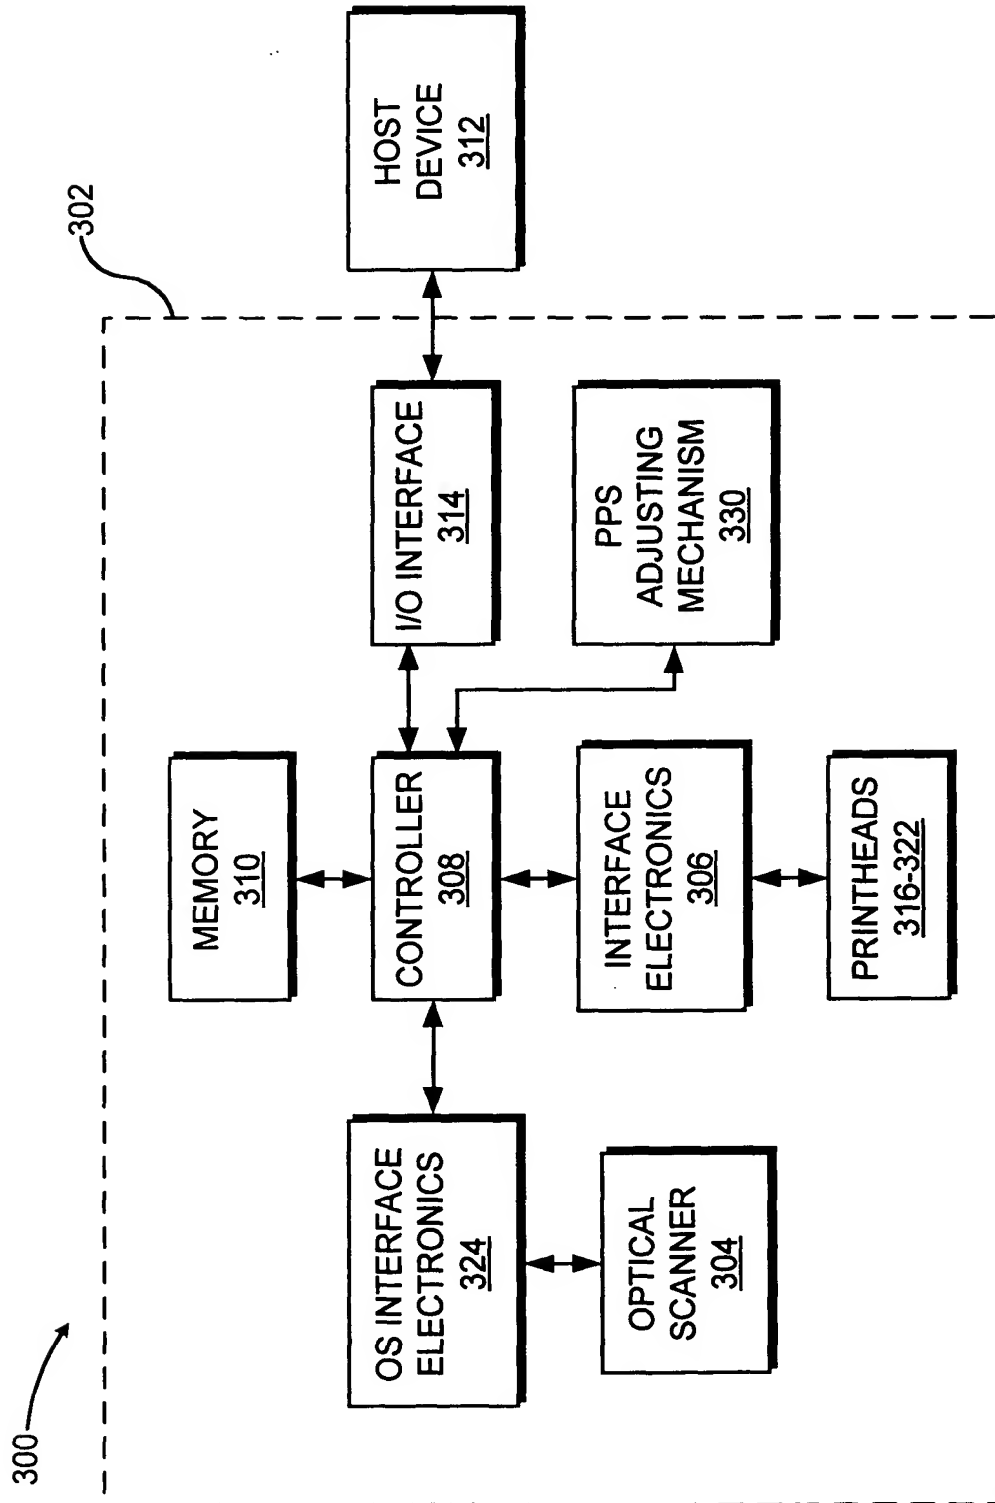 300
302
MEMORY
310
OS INTERFACE
ELECTRONICS
324
CONTROLLER
308
I/O INTERFACE
314
HOST
DEVICE
312
OPTICAL
SCANNER
304
INTERFACE
ELECTRONICS
306
PPS
ADJUSTING
MECHANISM
330
PRINTHEADS
316-322